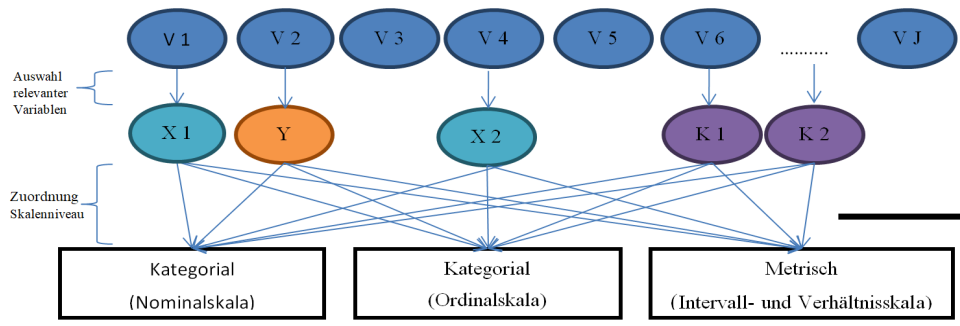 V 1
V 2
V 3
V 4
V 5
V 6
..........
V J
Auswahl
relevanter
Variablen
X 1
Y
X 2
K 1
K 2
Zuordnung
Skalenniveau
Kategorial
(Nominalskala)
Kategorial
(Ordinalskala)
Metrisch
(Intervall- und Verhältnisskala)